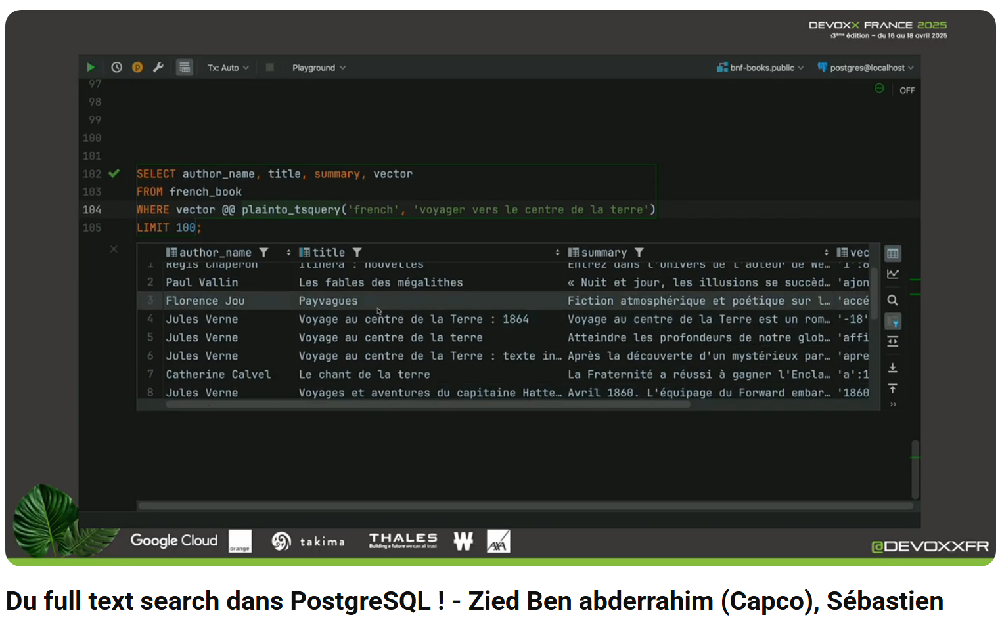 DEVOXX FRANCE 2025
13ème édition – du 16 au 18 avril 2025
Tx: Auto
Playground
bnf-books.public
postgres@localhost
OFF
97
98
99
100
101
102 SELECT author_name, title, summary, vector
103 FROM french_book
104 WHERE vector @@ plainto_tsquery('french', 'voyager vers le centre de la terre')
105 LIMIT 100;
author_name title summary vec
1 Régis Chaperon Itinéra : nouvelles Entrez dans l'univers de l'auteur de We… '1':6
2 Paul Vallin Les fables des mégalithes « Nuit et jour, les illusions se succèd… 'ajon
3 Florence Jou Payvagues Fiction atmosphérique et poétique sur l… 'accé
4 Jules Verne Voyage au centre de la Terre : 1864 Voyage au centre de la Terre est un rom… '-18'
5 Jules Verne Voyage au centre de la terre Atteindre les profondeurs de notre glob… 'affi
6 Jules Verne Voyage au centre de la Terre : texte in… Après la découverte d'un mystérieux par… 'apre
7 Catherine Calvel Le chant de la terre La Fraternité a réussi à gagner l'Encla… 'a':1
8 Jules Verne Voyages et aventures du capitaine Hatte… Avril 1860. L'équipage du Forward embar… '1860
Google Cloud
orange
takima
THALES
Building a future we can all trust
W
AXA
@DEVOXXFR
Du full text search dans PostgreSQL ! - Zied Ben abderrahim (Capco), Sébastien